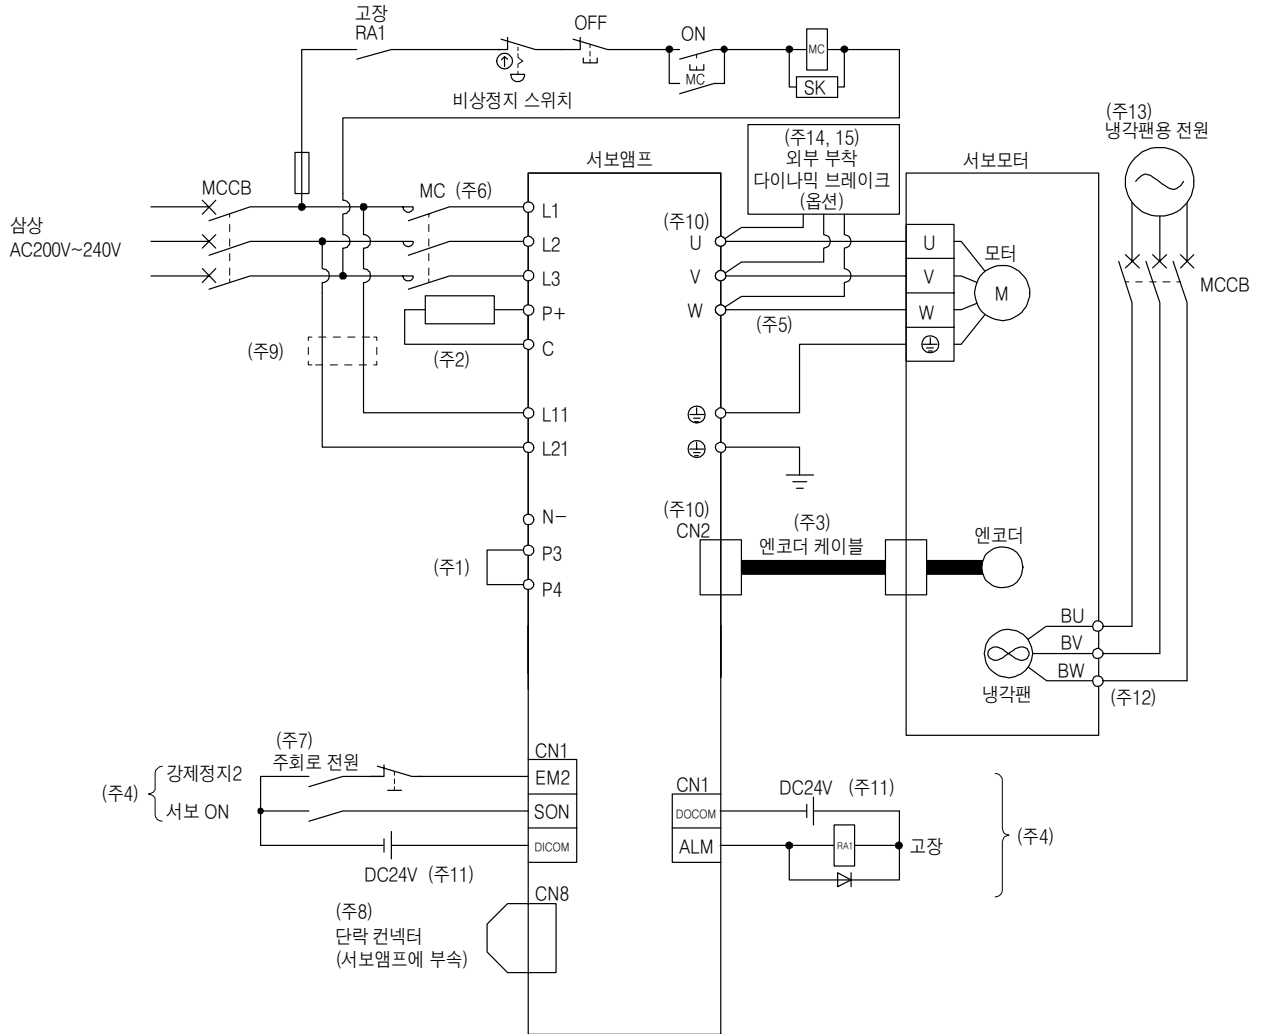 고장
RA1
OFF
ON
MC
MC
SK
비상정지 스위치
(주13)
냉각팬용 전원
(주14, 15)
외부 부착
다이나믹 브레이크
(옵션)
서보앰프
서보모터
MCCB
MC (주6)
삼상
AC200V~240V
L1
L2
L3
P+
C
(주9)
(주2)
L11
L21
N-
P3
P4
(주1)
(주10)
U
V
W
(주5)
U
V
W
모터
M
MCCB
(주10)
CN2
(주3)
엔코더 케이블
엔코더
BU
BV
BW
냉각팬
(주12)
(주7)
주회로 전원
(주4)
강제정지2
서보 ON
CN1
EM2
SON
DICOM
DC24V (주11)
CN1
DOCOM
ALM
DC24V (주11)
RA1
고장
(주4)
CN8
(주8)
단락 컨넥터
(서보앰프에 부속)